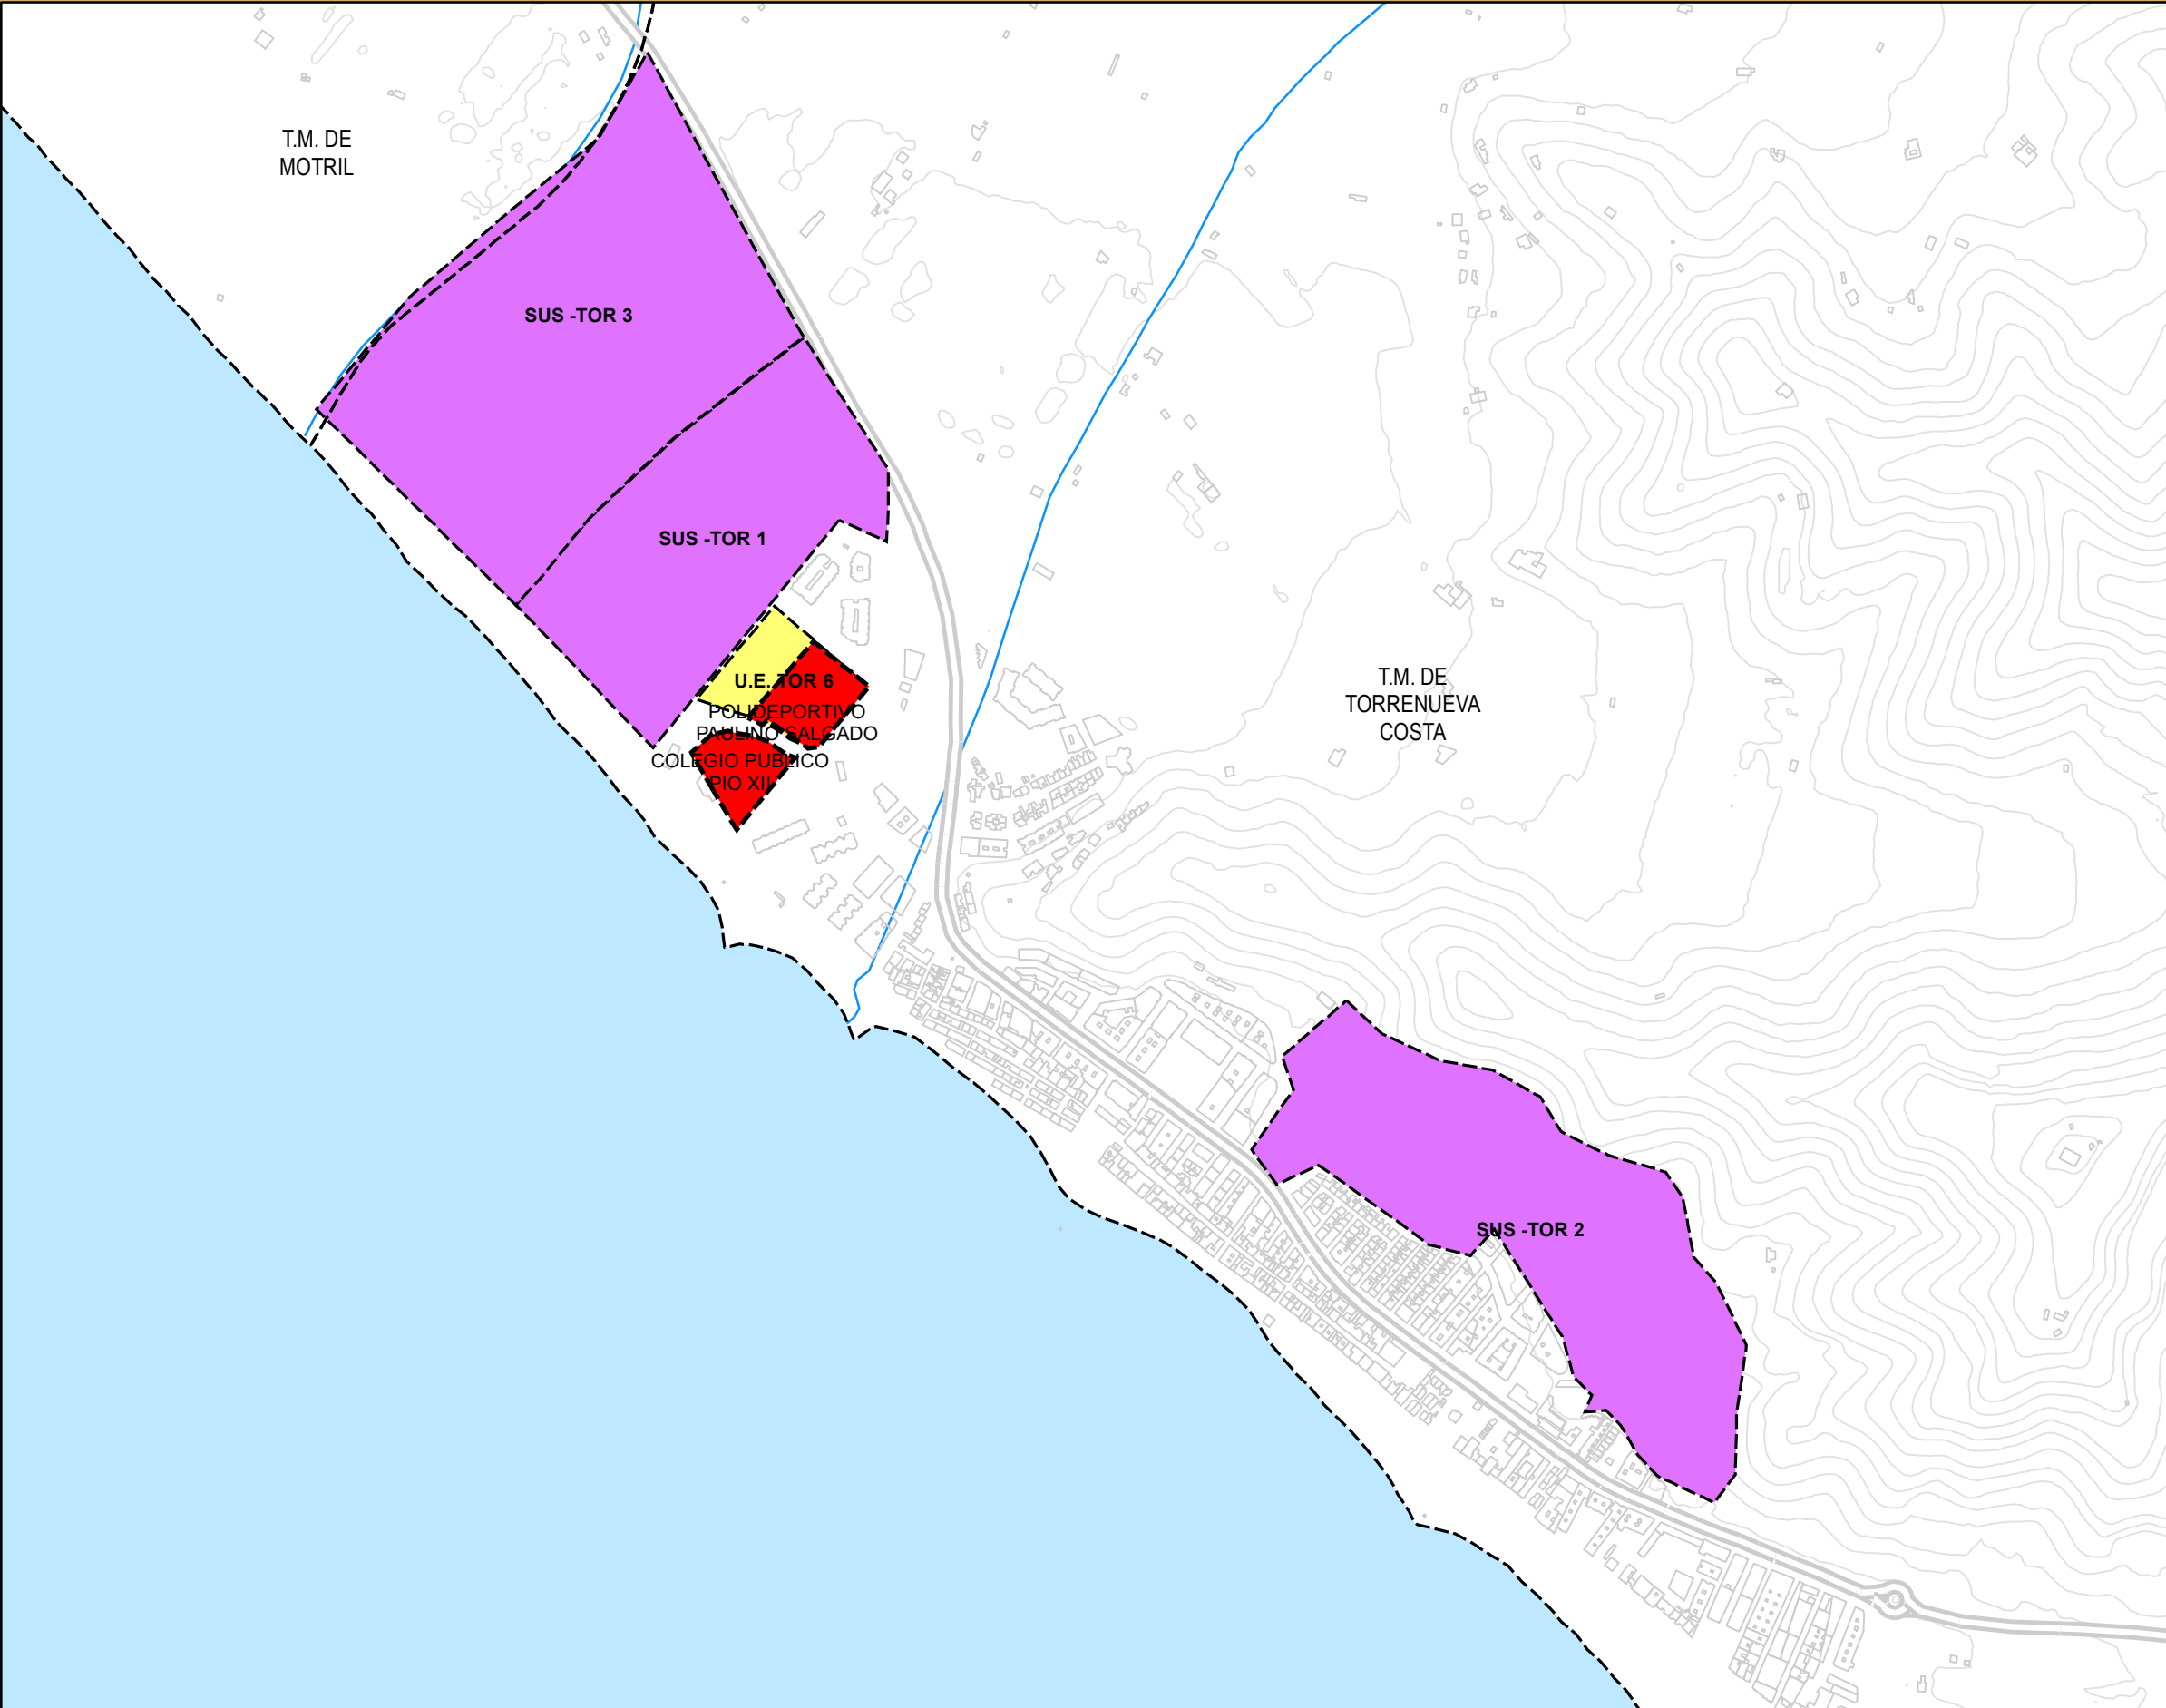 T.M. DE
MOTRIL
SUS -TOR 3
SUS -TOR 1
T.M. DE
TORRENUEVA
COSTA
U.E. TOR 6
POLIDEPORTIVO
PAULINO SALGADO
COLEGIO PUBLICO
PIO XII
SUS -TOR 2